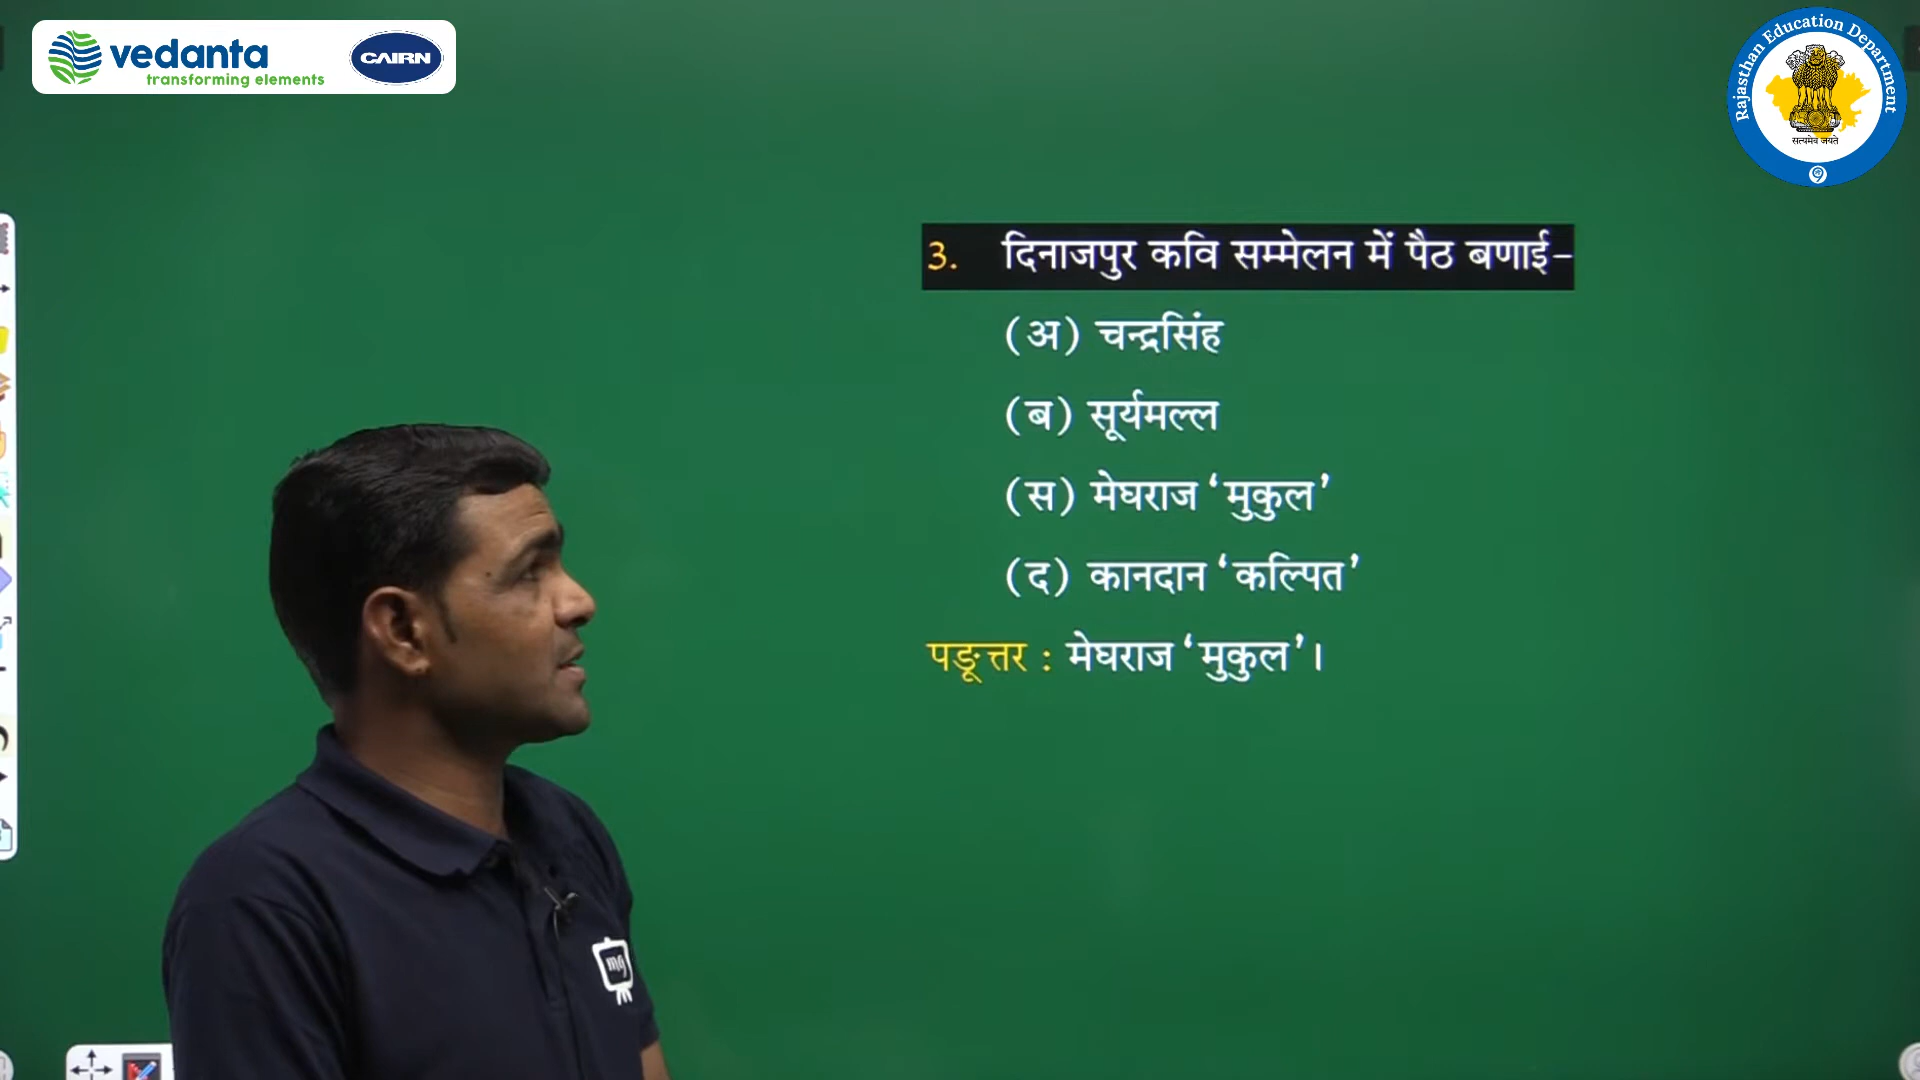 vedanta
transforming elements
CAIRN
Rajasthan Education Department
सत्यमेव जयते
3. दिनाजपुर कवि सम्मेलन में पैठ बणाई-
(अ) चन्द्रसिंह
(ब) सूर्यमल्ल
(स) मेघराज ‘मुकुल’
(द) कानदान ‘कल्पित’
पडूत्तर : मेघराज ‘मुकुल’।
mg